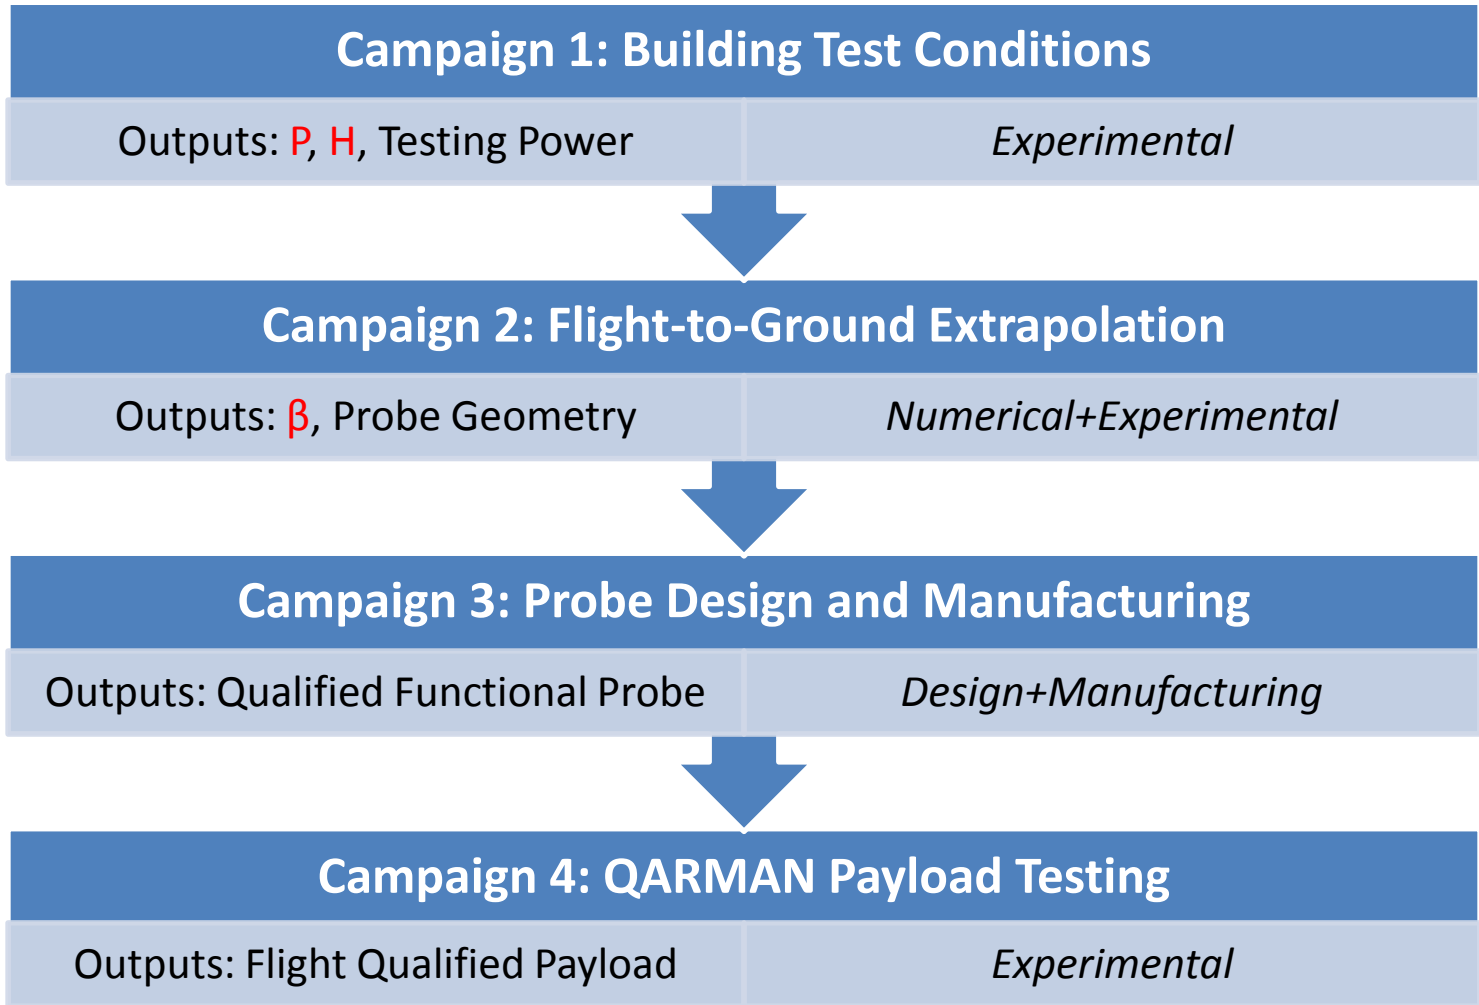 Campaign 1: Building Test Conditions
Outputs: P, H, Testing Power
Experimental
Campaign 2: Flight-to-Ground Extrapolation
Outputs: β, Probe Geometry
Numerical+Experimental
Campaign 3: Probe Design and Manufacturing
Outputs: Qualified Functional Probe
Design+Manufacturing
Campaign 4: QARMAN Payload Testing
Outputs: Flight Qualified Payload
Experimental